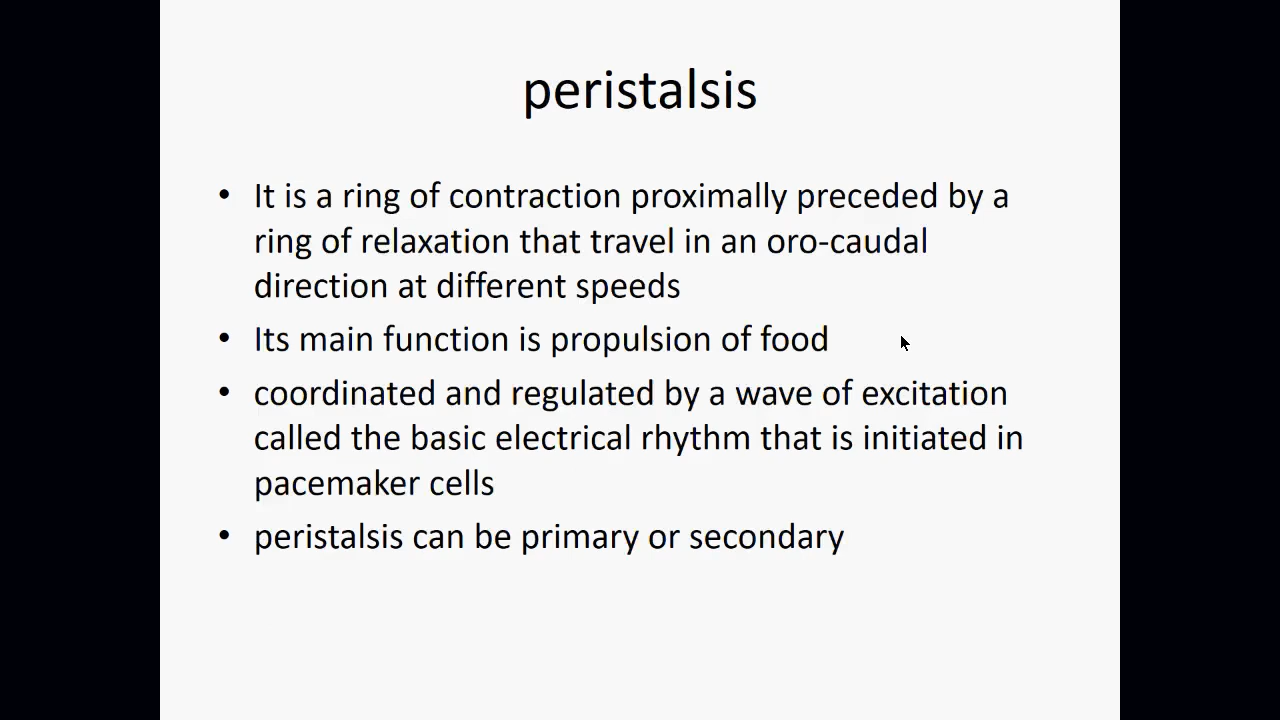 peristalsis
• It is a ring of contraction proximally preceded by a
ring of relaxation that travel in an oro-caudal
direction at different speeds
• Its main function is propulsion of food
• coordinated and regulated by a wave of excitation
called the basic electrical rhythm that is initiated in
pacemaker cells
• peristalsis can be primary or secondary